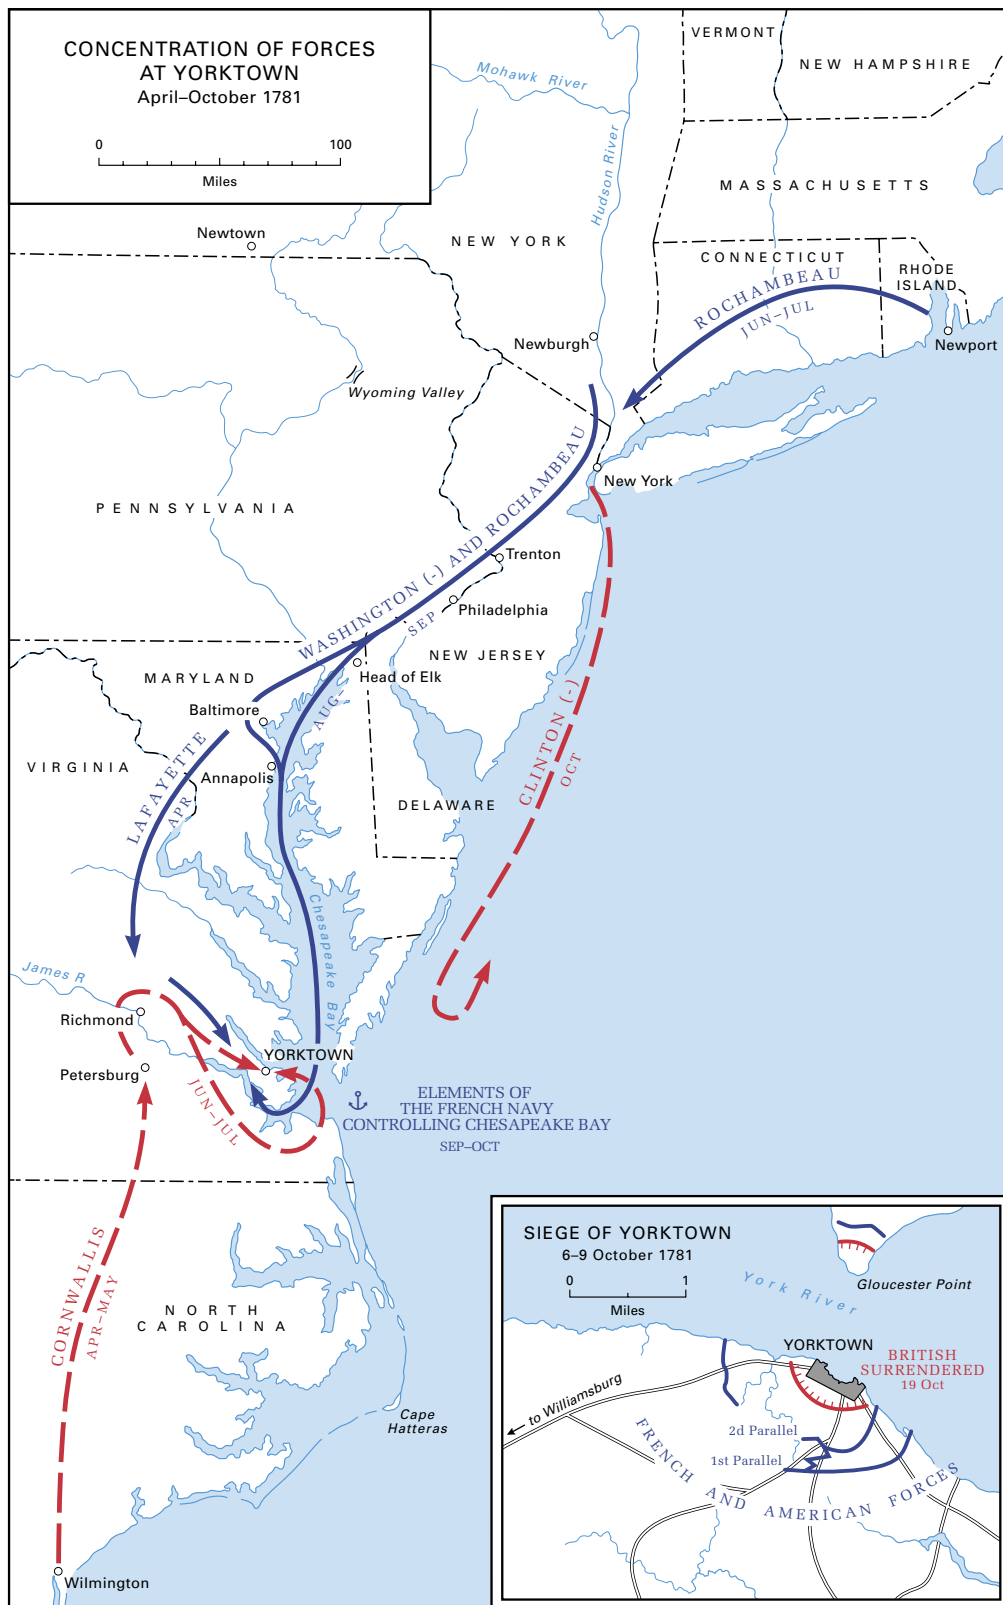 CONCENTRATION OF FORCES
AT YORKTOWN
April–October 1781
0 100
Miles
VERMONT
NEW HAMPSHIRE
Mohawk River
Hudson River
MASSACHUSETTS
Newtown
NEW YORK
CONNECTICUT
RHODE
ISLAND
ROCHAMBEAU
JUN–JUL
Newburgh
Newport
Wyoming Valley
New York
PENNSYLVANIA
WASHINGTON (-) AND ROCHAMBEAU
SEP
Trenton
Philadelphia
NEW JERSEY
Head of Elk
MARYLAND
Baltimore
AUG
CLINTON (-)
OCT
LAFAYETTE
APR
VIRGINIA
Annapolis
DELAWARE
Chesapeake Bay
James R
Richmond
YORKTOWN
Petersburg
JUN–JUL
ELEMENTS OF
THE FRENCH NAVY
CONTROLLING CHESAPEAKE BAY
SEP–OCT
CORNWALLIS
APR–MAY
NORTH
CAROLINA
Cape
Hatteras
Wilmington
SIEGE OF YORKTOWN
6–9 October 1781
0 1
Miles
York River
Gloucester Point
YORKTOWN
BRITISH
SURRENDERED
19 Oct
to Williamsburg
2d Parallel
1st Parallel
FRENCH AND AMERICAN FORCES